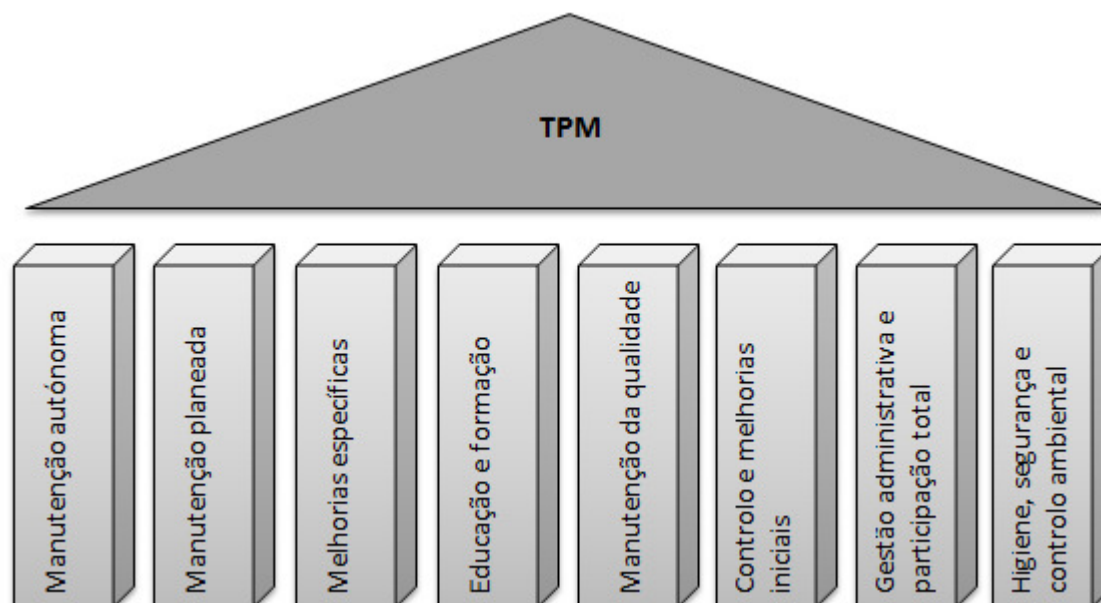 TPM
Manutenção autónoma
Manutenção planeada
Melhorias específicas
Educação e formação
Manutenção da qualidade
Controlo e melhorias
iniciais
Gestão administrativa e
participação total
Higiene, segurança e
controlo ambiental